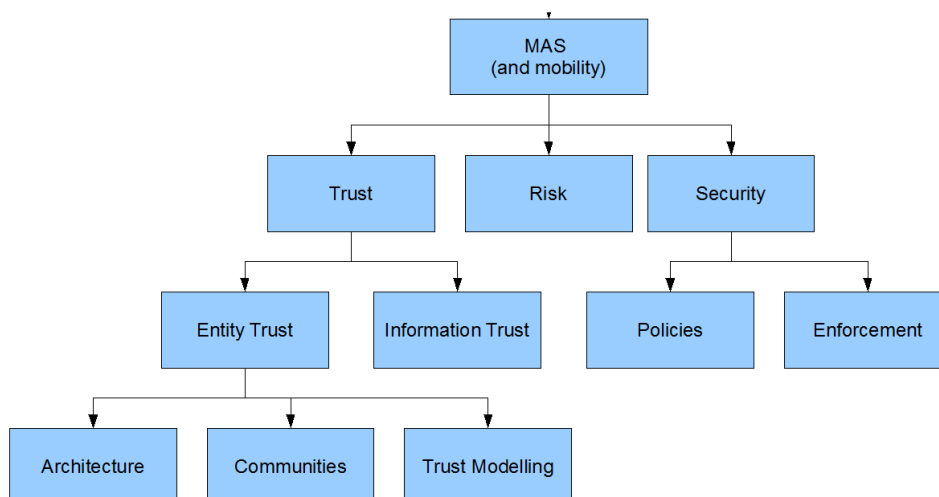 MAS
(and mobility)
Trust
Risk
Security
Entity Trust
Information Trust
Policies
Enforcement
Architecture
Communities
Trust Modelling